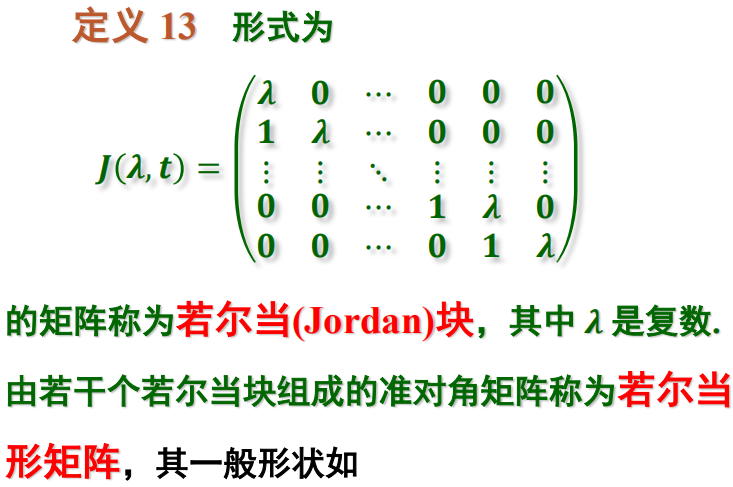 定义 13 形式为
λ 0 ⋯ 0 0 0
1 λ ⋯ 0 0 0
J(λ, t) = ⋮ ⋮ ⋱ ⋮ ⋮ ⋮
0 0 ⋯ 1 λ 0
0 0 ⋯ 0 1 λ
的矩阵称为若尔当(Jordan)块，其中 λ 是复数.
由若干个若尔当块组成的准对角矩阵称为若尔当
形矩阵，其一般形状如